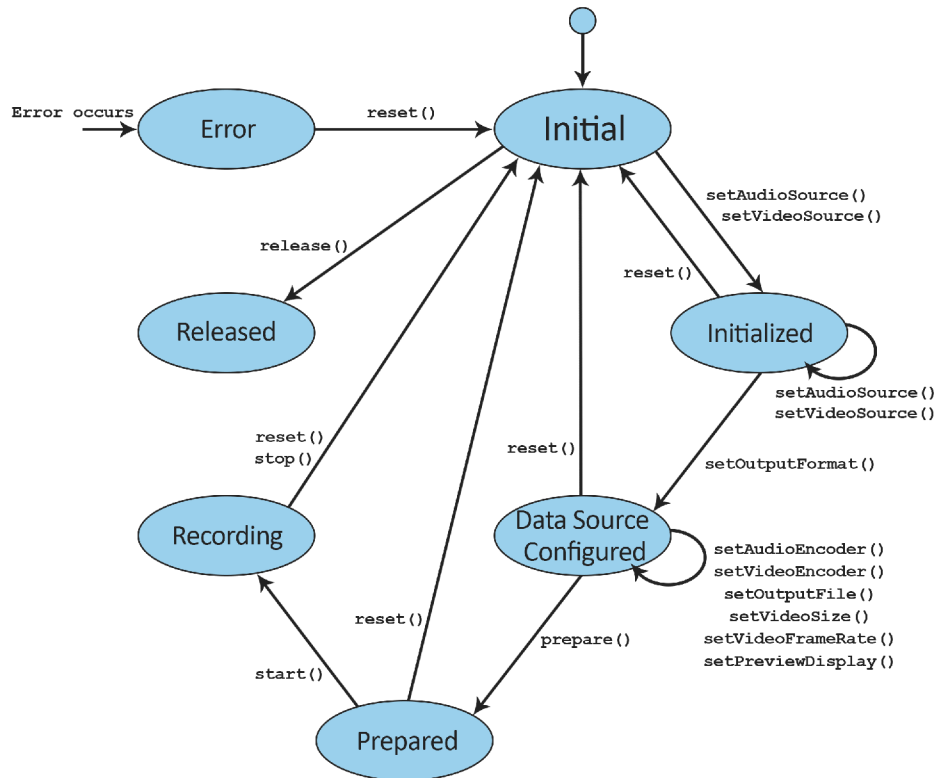 Error occurs
Error
reset()
Initial
setAudioSource()
setVideoSource()
release()
reset()
Released
Initialized
setAudioSource()
setVideoSource()
reset()
stop()
reset()
setOutputFormat()
Recording
Data Source
Configured
setAudioEncoder()
setVideoEncoder()
setOutputFile()
setVideoSize()
setVideoFrameRate()
setPreviewDisplay()
reset()
prepare()
start()
Prepared